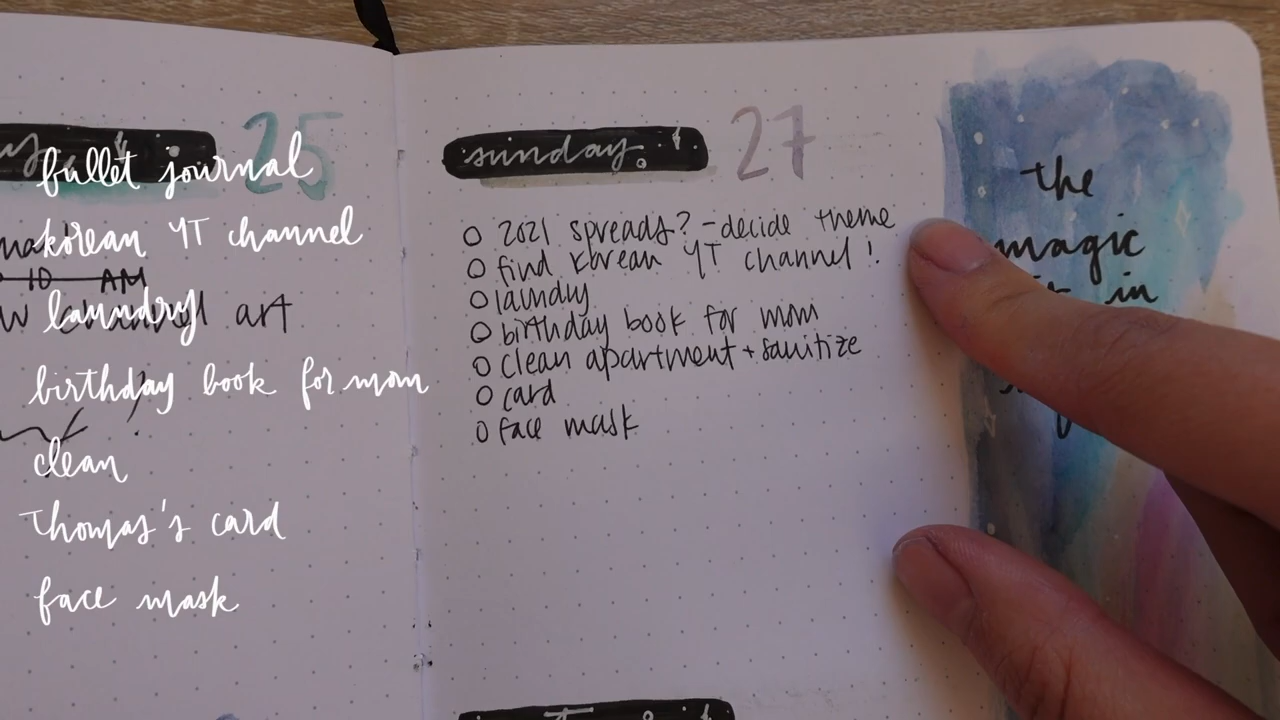 25
bullet journal
korean YT channel
10 AM
laundry
art
birthday book for mom
clean
Thomas's card
face mask
sunday
27
2021 spreads? - decide theme
find korean YT channel!
laundry
birthday book for mom
clean apartment + sanitize
card
face mask
the
magic
in